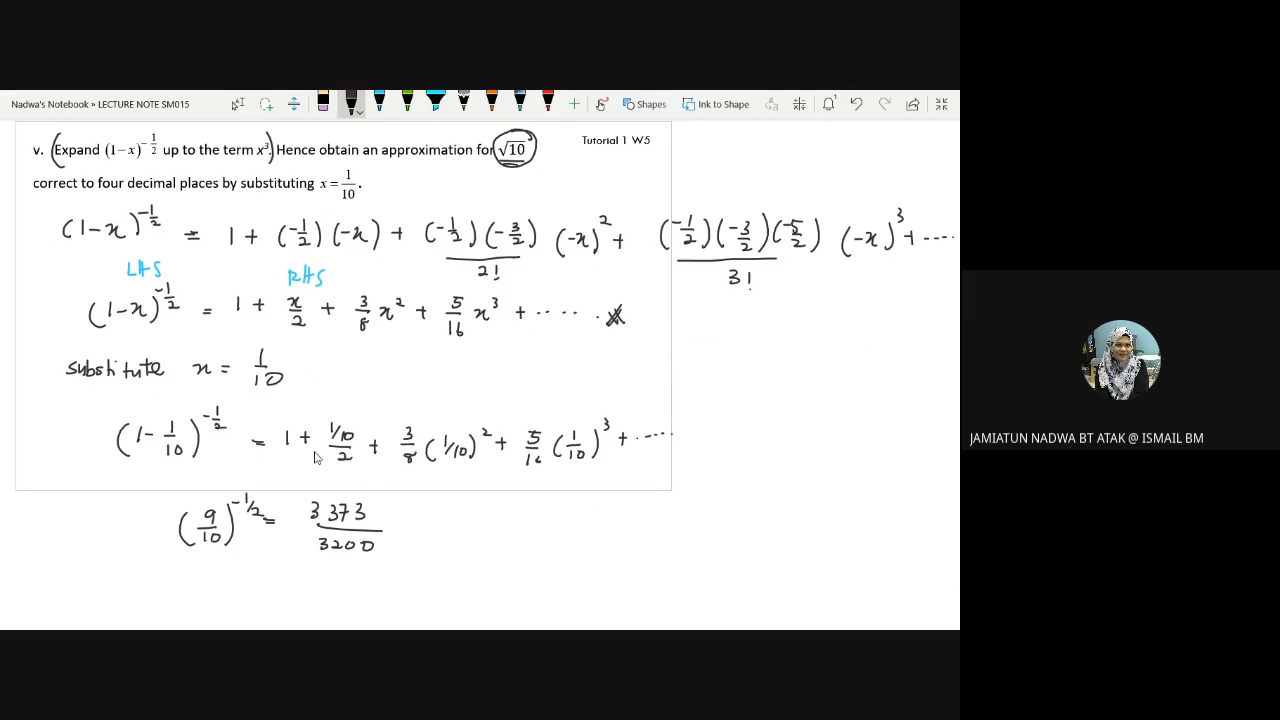 Nadwa's Notebook » LECTURE NOTE SM015
Shapes
Ink to Shape
Tutorial 1 W5
v. Expand (1−x)^{-1/2} up to the term x³. Hence obtain an approximation for √10
correct to four decimal places by substituting x = 1/10.
(1−x)^{-1/2} = 1 + (-1/2)(−x) + (-1/2)(-3/2)/2! (−x)² + (-1/2)(-3/2)(-5/2)/3! (−x)³ + ....
LHS RHS
(1−x)^{-1/2} = 1 + x/2 + 3/8 x² + 5/16 x³ + ......
substitute x = 1/10
(1 − 1/10)^{-1/2} = 1 + (1/10)/2 + 3/8 (1/10)² + 5/16 (1/10)³ + .....
(9/10)^{-1/2} = 3373/3200
JAMIATUN NADWA BT ATAK @ ISMAIL BM